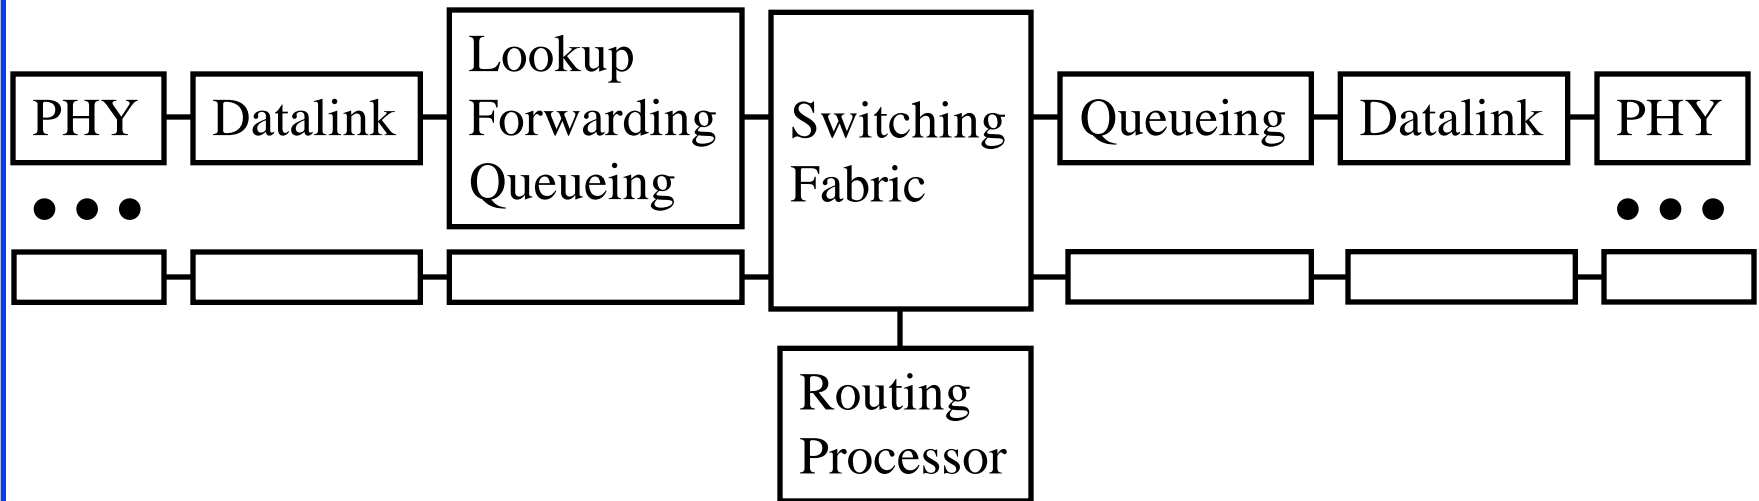 PHY
Datalink
Lookup
Forwarding
Queueing
Switching
Fabric
Queueing
Datalink
PHY
Routing
Processor